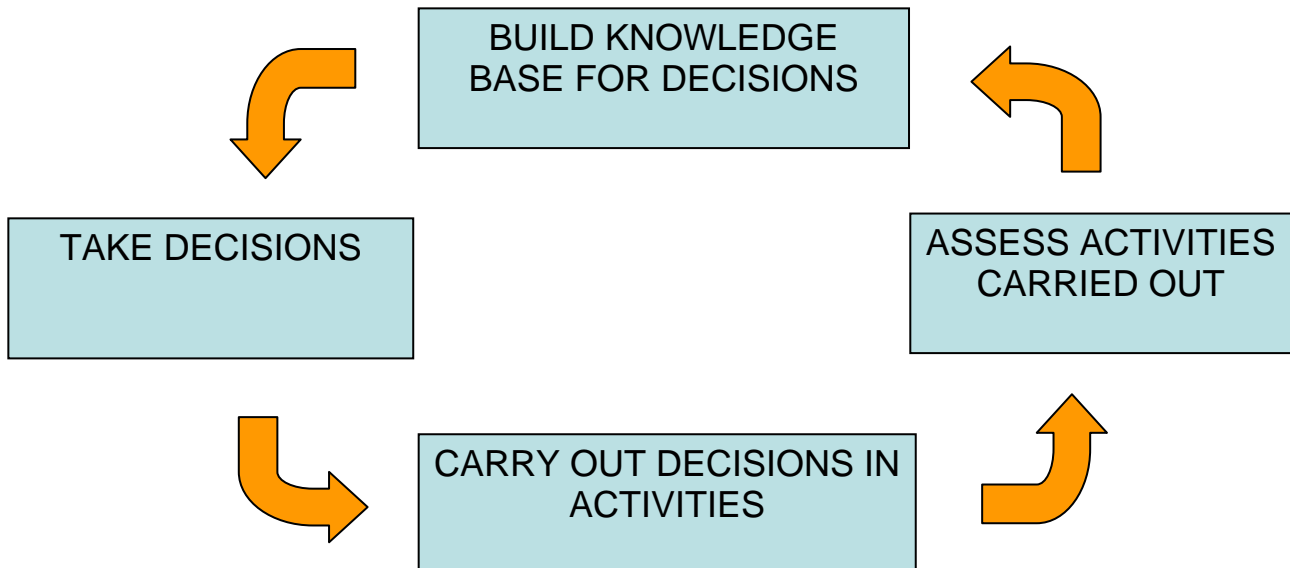 BUILD KNOWLEDGE
BASE FOR DECISIONS
TAKE DECISIONS
ASSESS ACTIVITIES
CARRIED OUT
CARRY OUT DECISIONS IN
ACTIVITIES